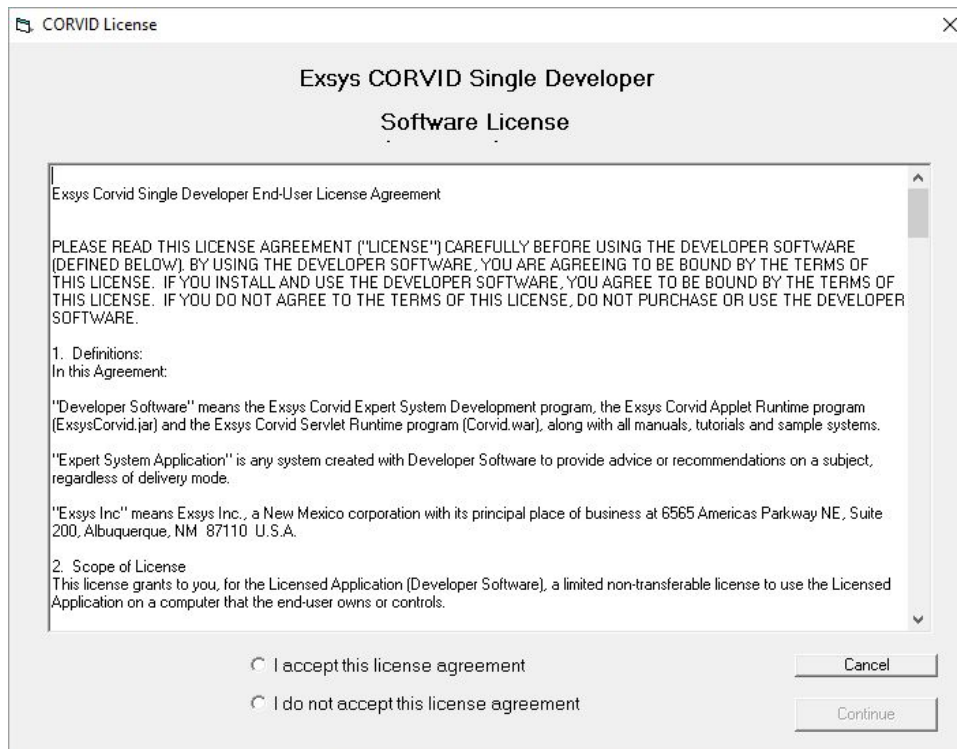 CORVID License
Exsys CORVID Single Developer
Software License
Exsys Corvid Single Developer End-User License Agreement
PLEASE READ THIS LICENSE AGREEMENT ("LICENSE") CAREFULLY BEFORE USING THE DEVELOPER SOFTWARE
(DEFINED BELOW). BY USING THE DEVELOPER SOFTWARE, YOU ARE AGREEING TO BE BOUND BY THE TERMS OF
THIS LICENSE.  IF YOU INSTALL AND USE THE DEVELOPER SOFTWARE, YOU AGREE TO BE BOUND BY THE TERMS OF
THIS LICENSE.  IF YOU DO NOT AGREE TO THE TERMS OF THIS LICENSE, DO NOT PURCHASE OR USE THE DEVELOPER
SOFTWARE.
1.  Definitions:
In this Agreement:
"Developer Software" means the Exsys Corvid Expert System Development program, the Exsys Corvid Applet Runtime program
(ExsysCorvid.jar) and the Exsys Corvid Servlet Runtime program (Corvid.war), along with all manuals, tutorials and sample systems.
"Expert System Application" is any system created with Developer Software to provide advice or recommendations on a subject,
regardless of delivery mode.
"Exsys Inc" means Exsys Inc., a New Mexico corporation with its principal place of business at 6565 Americas Parkway NE, Suite
200, Albuquerque, NM  87110  U.S.A.
2.  Scope of License
This license grants to you, for the Licensed Application (Developer Software), a limited non-transferable license to use the Licensed
Application on a computer that the end-user owns or controls.
I accept this license agreement
Cancel
I do not accept this license agreement
Continue